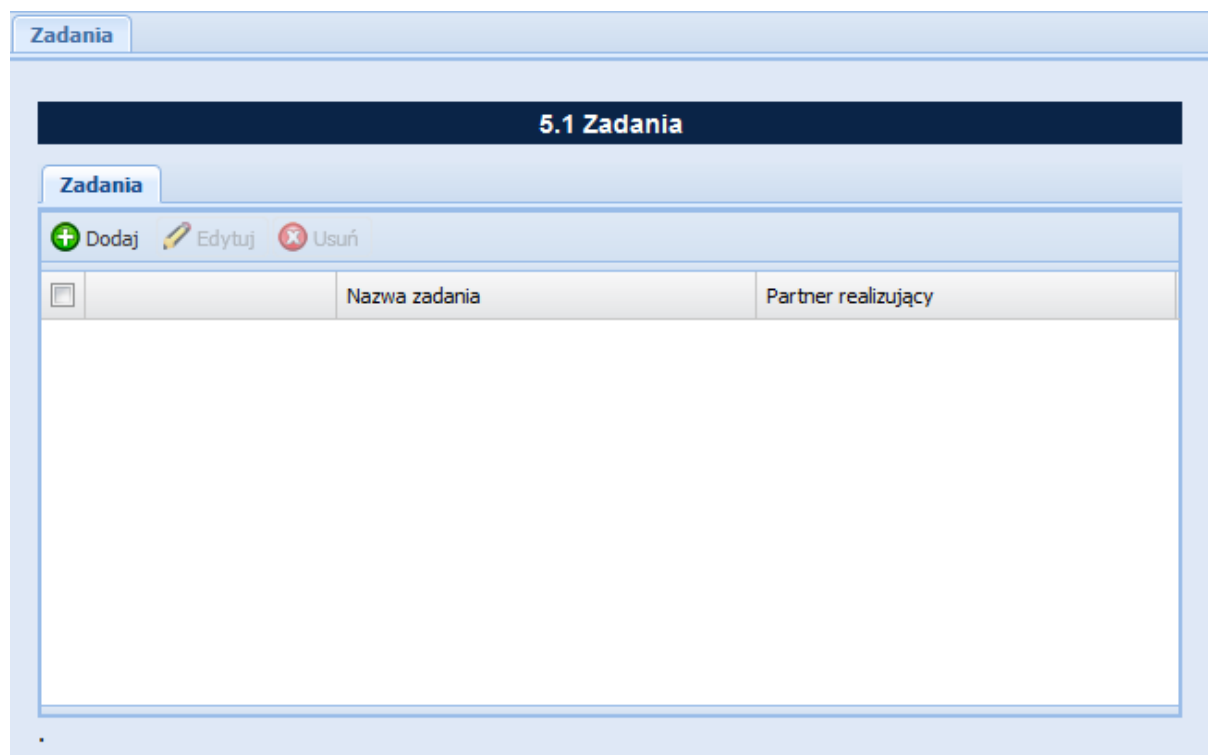 Zadania
5.1 Zadania
Zadania
Dodaj Edytuj Usuń
Nazwa zadania Partner realizujący
.